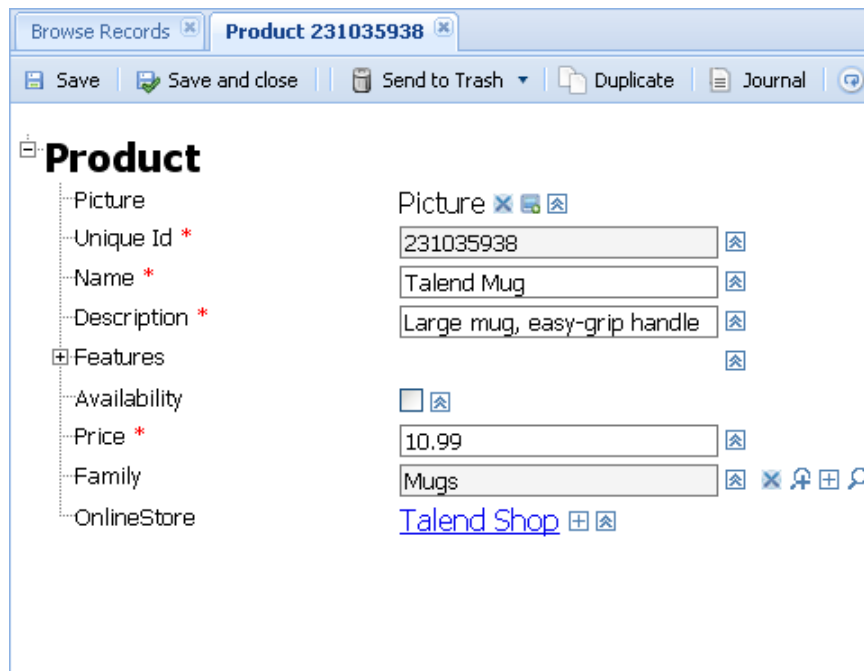 Browse Records Product 231035938
Save Save and close Send to Trash Duplicate Journal
Product
Picture Picture
Unique Id * 231035938
Name * Talend Mug
Description * Large mug, easy-grip handle
Features
Availability
Price * 10.99
Family Mugs
OnlineStore Talend Shop